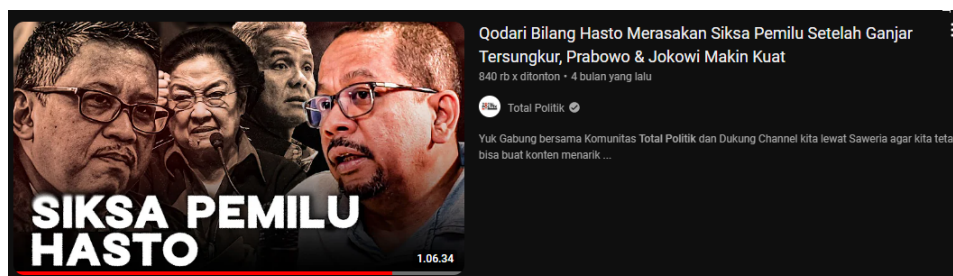 SIKSA PEMILU
HASTO
1.06.34
Qodari Bilang Hasto Merasakan Siksa Pemilu Setelah Ganjar
Tersungkur, Prabowo & Jokowi Makin Kuat
840 rb x ditonton • 4 bulan yang lalu
Total Politik
Yuk Gabung bersama Komunitas Total Politik dan Dukung Channel kita lewat Saweria agar kita teta
bisa buat konten menarik ...